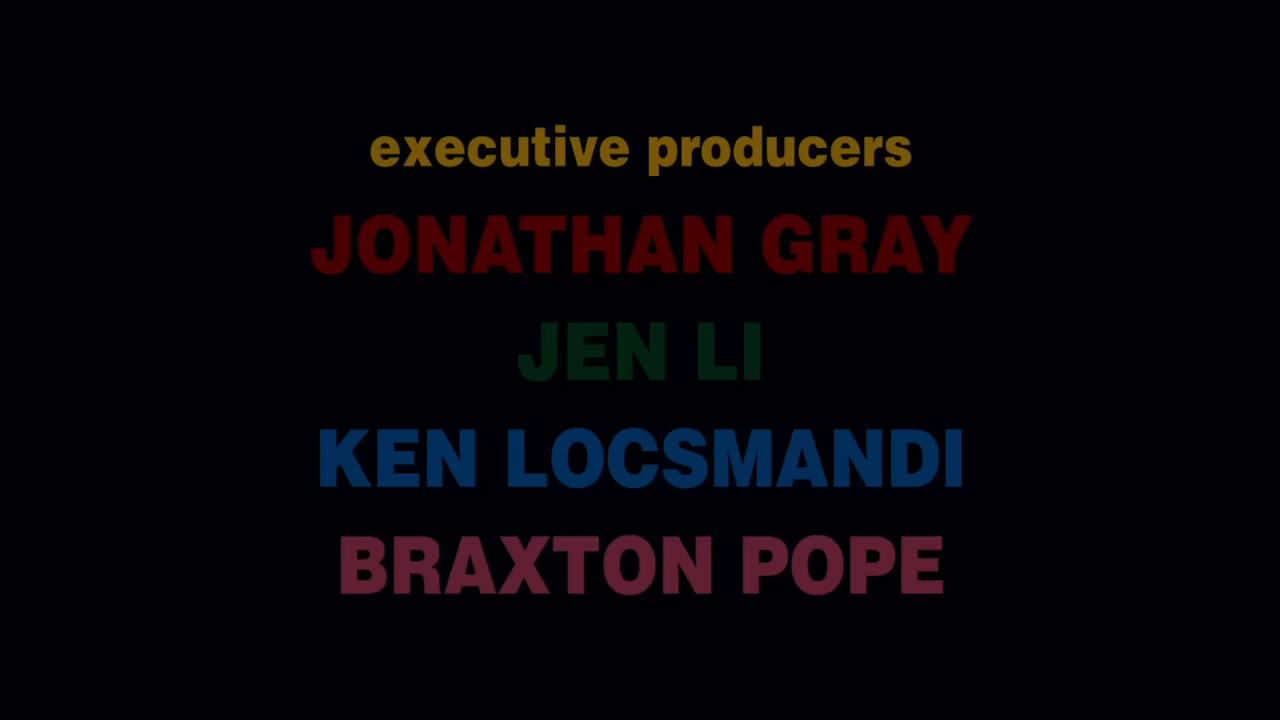 executive producers
JONATHAN GRAY
JEN LI
KEN LOCSMANDI
BRAXTON POPE